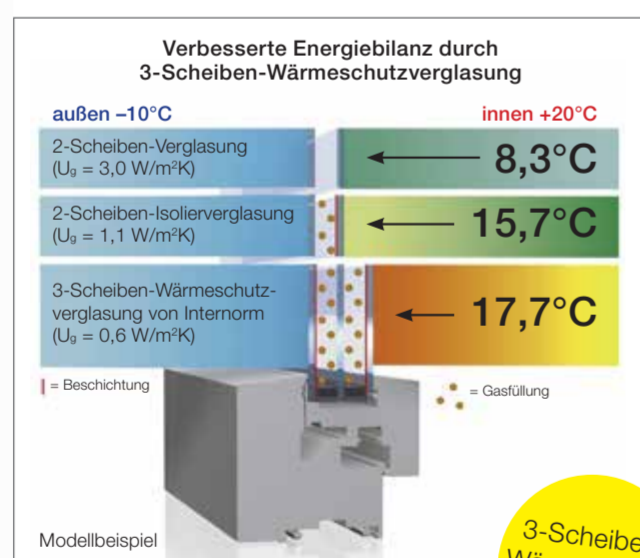 Verbesserte Energiebilanz durch
3-Scheiben-Wärmeschutzverglasung
außen –10°C
innen +20°C
2-Scheiben-Verglasung
(Ug = 3,0 W/m²K)
8,3°C
2-Scheiben-Isolierverglasung
(Ug = 1,1 W/m²K)
15,7°C
3-Scheiben-Wärmeschutz-
verglasung von Internorm
(Ug = 0,6 W/m²K)
17,7°C
= Beschichtung
= Gasfüllung
Modellbeispiel
3-Scheibe